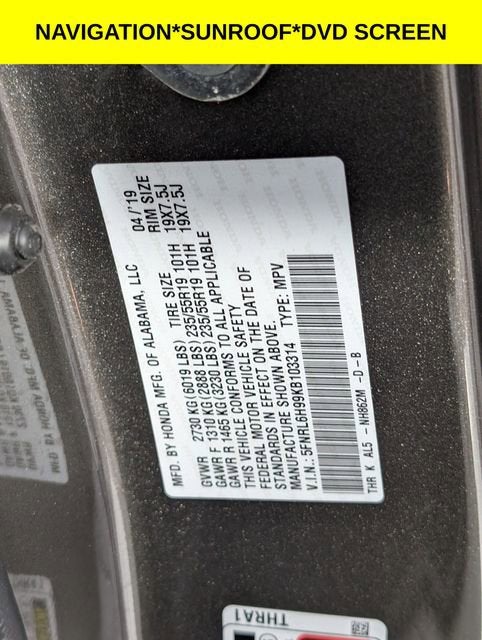 NAVIGATION*SUNROOF*DVD SCREEN
MFD. BY HONDA MFG. OF ALABAMA, LLC 04/'19
TIRE SIZE RIM SIZE
GVWR 2730 KG(6019 LBS)
GAWR F 1310 KG(2888 LBS) 235/55R19 101H 19X7.5J
GAWR R 1465 KG(3230 LBS) 235/55R19 101H 19X7.5J
THIS VEHICLE CONFORMS TO ALL APPLICABLE
FEDERAL MOTOR VEHICLE SAFETY
STANDARDS IN EFFECT ON THE DATE OF
MANUFACTURE SHOWN ABOVE.
V.I.N.: 5FNRL6H99KB103314 TYPE: MPV
THR K AL5 - NH862M -D-B
THRA1